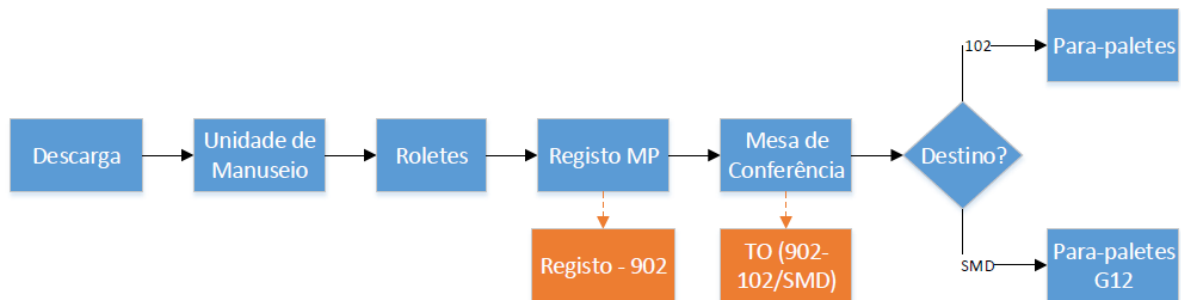 102
Para-paletes
Descarga
Unidade de
Manuseio
Roletes
Registo MP
Mesa de
Conferência
Destino?
Registo - 902
TO (902-
102/SMD)
SMD
Para-paletes
G12